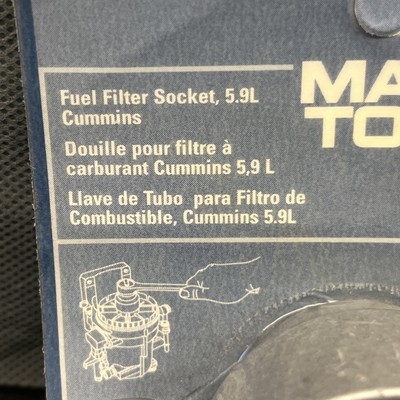 Fuel Filter Socket, 5.9L
Cummins
Douille pour filtre à
carburant Cummins 5,9 L
Llave de Tubo para Filtro de
Combustible, Cummins 5.9L
MA
TO